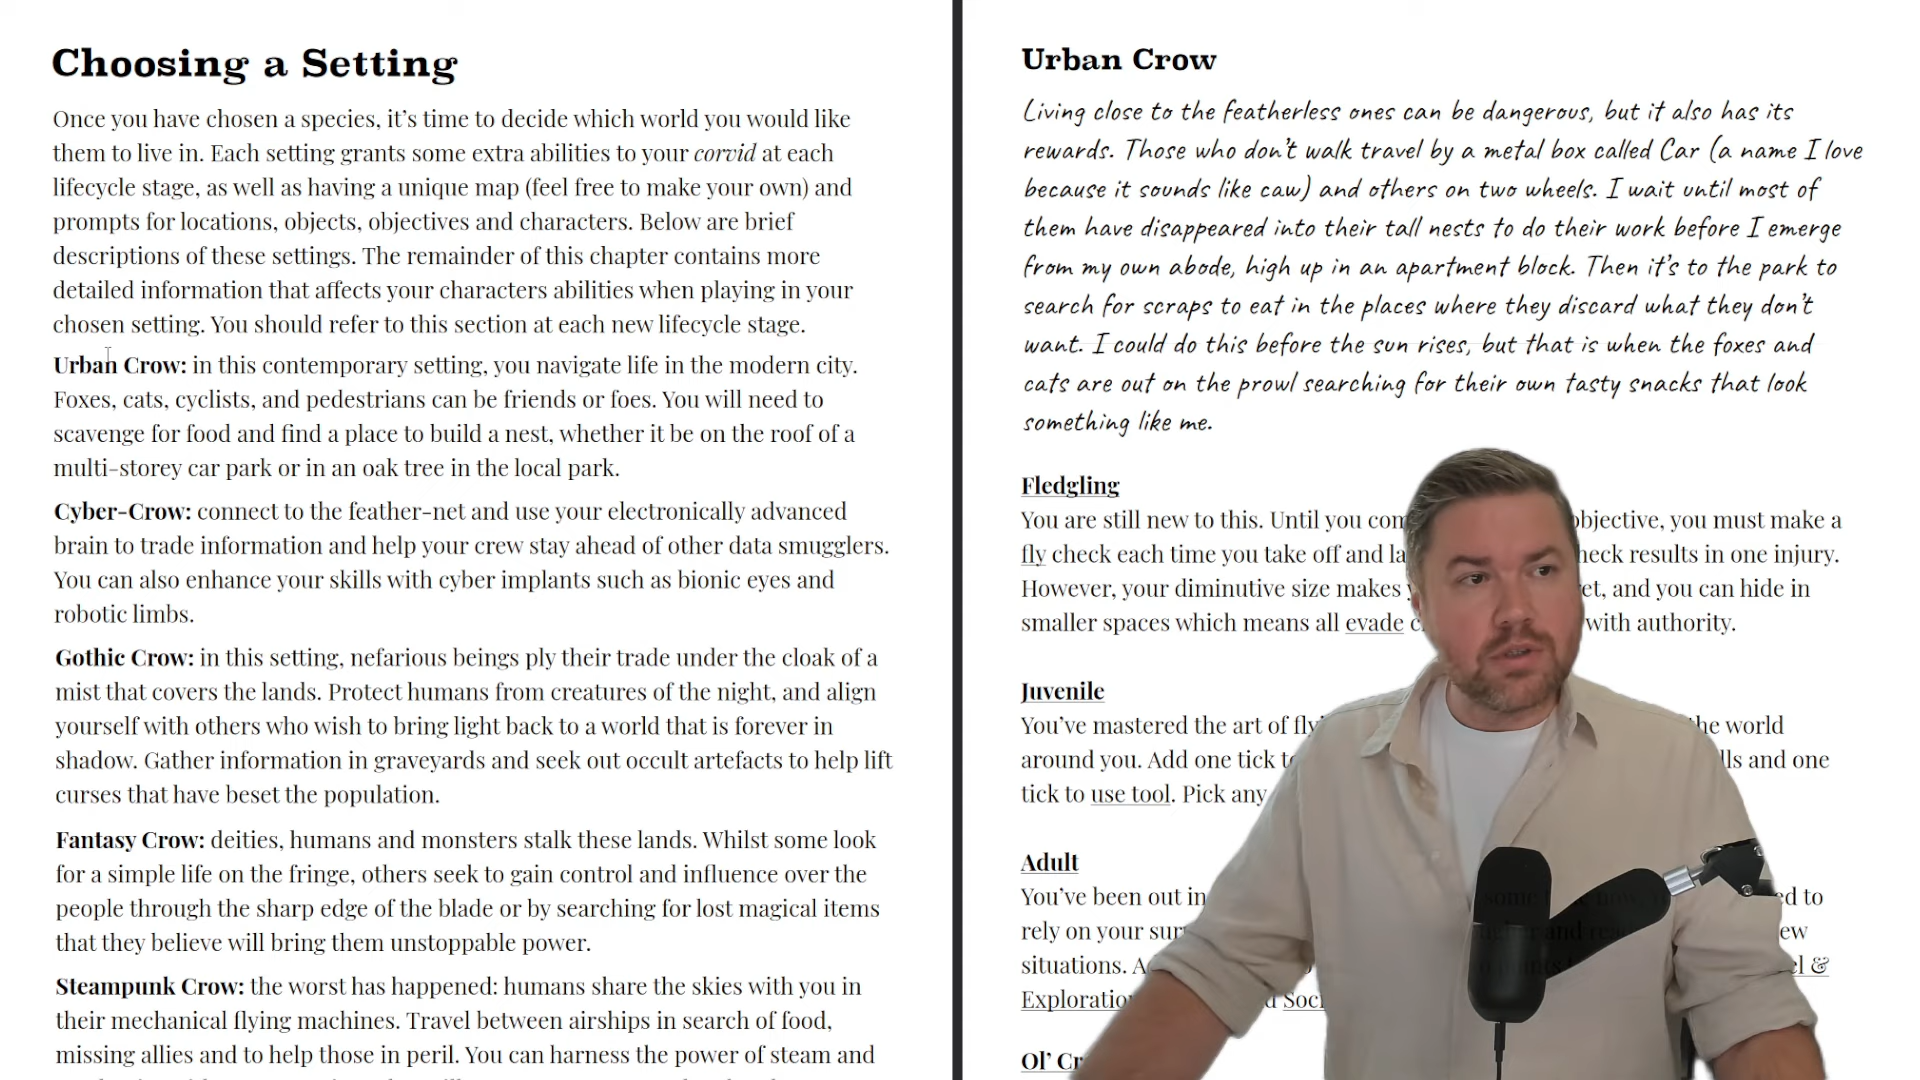 Choosing a Setting
Once you have chosen a species, it’s time to decide which world you would like
them to live in. Each setting grants some extra abilities to your corvid at each
lifecycle stage, as well as having a unique map (feel free to make your own) and
prompts for locations, objects, objectives and characters. Below are brief
descriptions of these settings. The remainder of this chapter contains more
detailed information that affects your characters abilities when playing in your
chosen setting. You should refer to this section at each new lifecycle stage.
Urban Crow: in this contemporary setting, you navigate life in the modern city.
Foxes, cats, cyclists, and pedestrians can be friends or foes. You will need to
scavenge for food and find a place to build a nest, whether it be on the roof of a
multi-storey car park or in an oak tree in the local park.
Cyber-Crow: connect to the feather-net and use your electronically advanced
brain to trade information and help your crew stay ahead of other data smugglers.
You can also enhance your skills with cyber implants such as bionic eyes and
robotic limbs.
Gothic Crow: in this setting, nefarious beings ply their trade under the cloak of a
mist that covers the lands. Protect humans from creatures of the night, and align
yourself with others who wish to bring light back to a world that is forever in
shadow. Gather information in graveyards and seek out occult artefacts to help lift
curses that have beset the population.
Fantasy Crow: deities, humans and monsters stalk these lands. Whilst some look
for a simple life on the fringe, others seek to gain control and influence over the
people through the sharp edge of the blade or by searching for lost magical items
that they believe will bring them unstoppable power.
Steampunk Crow: the worst has happened: humans share the skies with you in
their mechanical flying machines. Travel between airships in search of food,
missing allies and to help those in peril. You can harness the power of steam and
Urban Crow
Living close to the featherless ones can be dangerous, but it also has its
rewards. Those who don’t walk travel by a metal box called Car (a name I love
because it sounds like caw) and others on two wheels. I wait until most of
them have disappeared into their tall nests to do their work before I emerge
from my own abode, high up in an apartment block. Then it’s to the park to
search for scraps to eat in the places where they discard what they don’t
want. I could do this before the sun rises, but that is when the foxes and
cats are out on the prowl searching for their own tasty snacks that look
something like me.
Fledgling
You are still new to this. Until you objective, you must make a
fly check each time you take off and results in one injury.
However, your diminutive size makes and you can hide in
smaller spaces which means all evade with authority.
Juvenile
You’ve mastered the art of world
around you. Add one tick and one
tick to use tool. Pick any
Adult
You’ve been out in some to
rely on your and
situations. &
Ol’